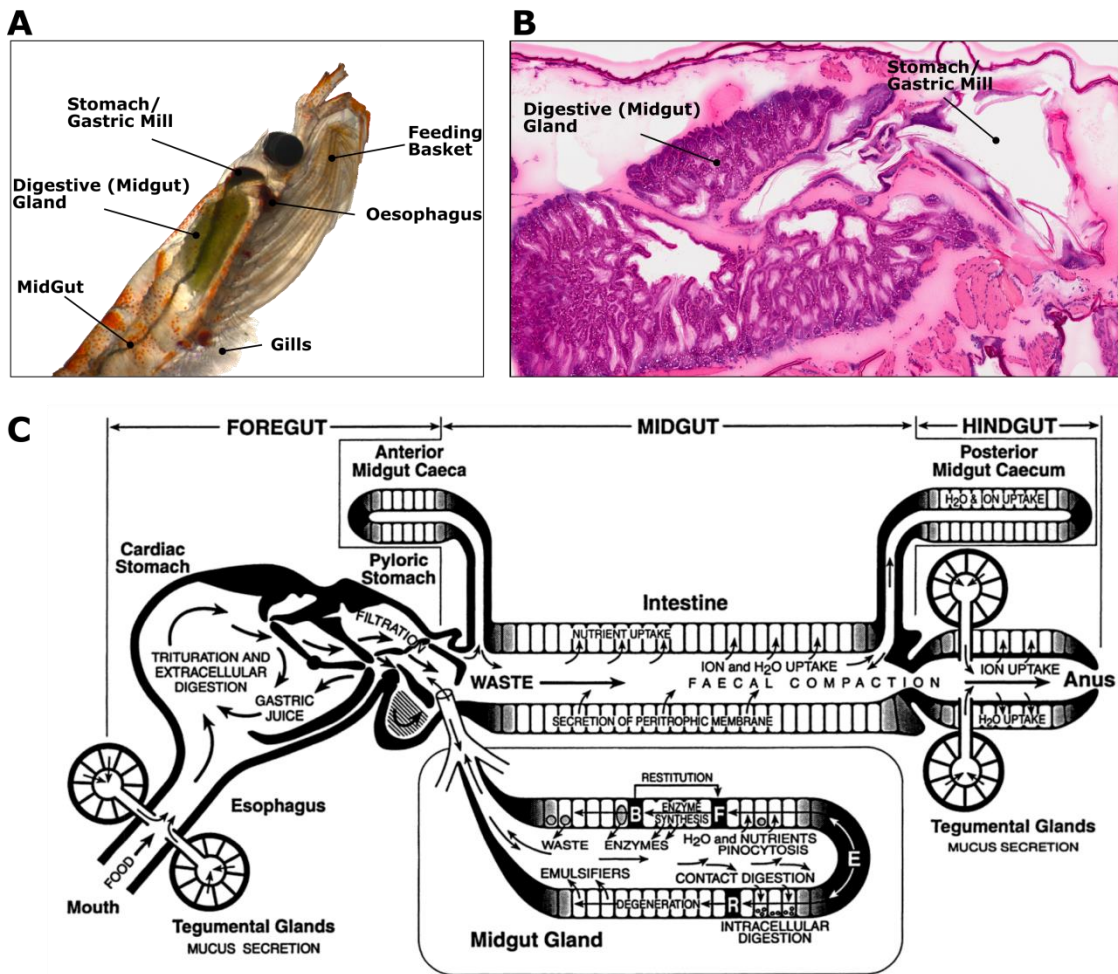 A
Stomach/
Gastric Mill
Feeding
Basket
Digestive (Midgut)
Gland
Oesophagus
MidGut
Gills
B
Stomach/
Gastric Mill
Digestive (Midgut)
Gland
C
FOREGUT
MIDGUT
HINDGUT
Anterior
Midgut Caeca
Posterior
Midgut Caecum
H2O & ION UPTAKE
Cardiac
Stomach
Pyloric
Stomach
FILTRATION
Intestine
NUTRIENT UPTAKE
ION and H2O UPTAKE
TRITURATION AND
EXTRACELLULAR
DIGESTION
GASTRIC
JUICE
WASTE
FAECAL COMPACTION
ION UPTAKE
Anus
SECRETION OF PERITROPHIC MEMBRANE
H2O UPTAKE
Esophagus
FOOD
Mouth
Tegumental Glands
MUCUS SECRETION
RESTITUTION
B
ENZYME
SYNTHESIS
F
WASTE
ENZYMES
H2O and NUTRIENTS
PINOCYTOSIS
E
EMULSIFIERS
CONTACT DIGESTION
DEGENERATION
R
INTRACELLULAR
DIGESTION
Midgut Gland
Tegumental Glands
MUCUS SECRETION